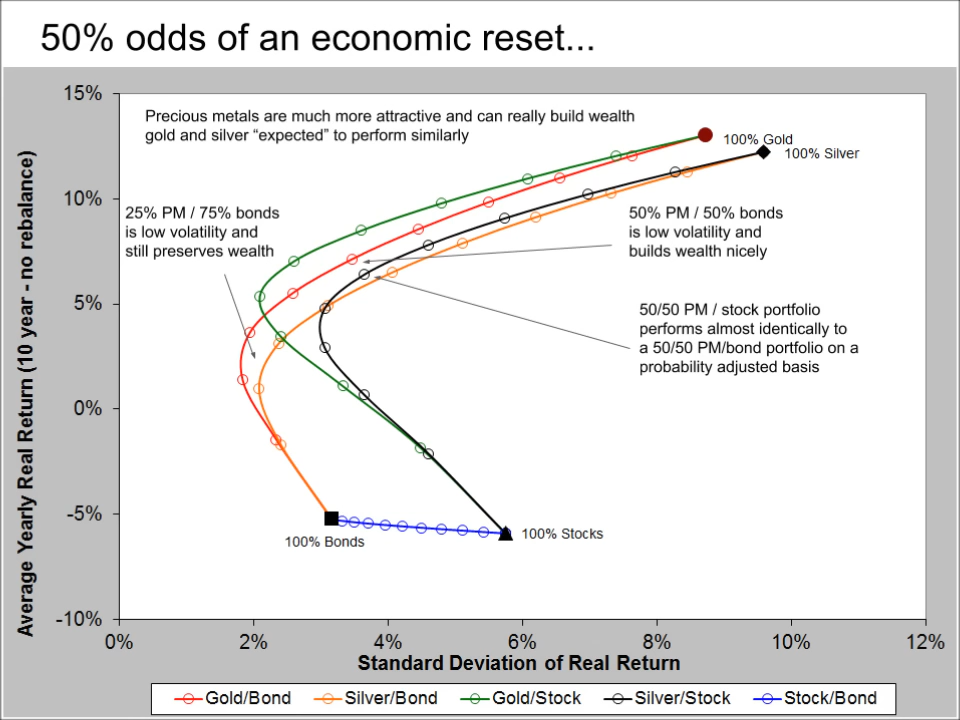 50% odds of an economic reset...
15%
Precious metals are much more attractive and can really build wealth
gold and silver “expected” to perform similarly
100% Gold
100% Silver
10%
25% PM / 75% bonds
is low volatility and
still preserves wealth
50% PM / 50% bonds
is low volatility and
builds wealth nicely
5%
50/50 PM / stock portfolio
performs almost identically to
a 50/50 PM/bond portfolio on a
probability adjusted basis
0%
-5%
100% Bonds
100% Stocks
-10%
Average Yearly Real Return (10 year - no rebalance)
0% 2% 4% 6% 8% 10% 12%
Standard Deviation of Real Return
Gold/Bond Silver/Bond Gold/Stock Silver/Stock Stock/Bond